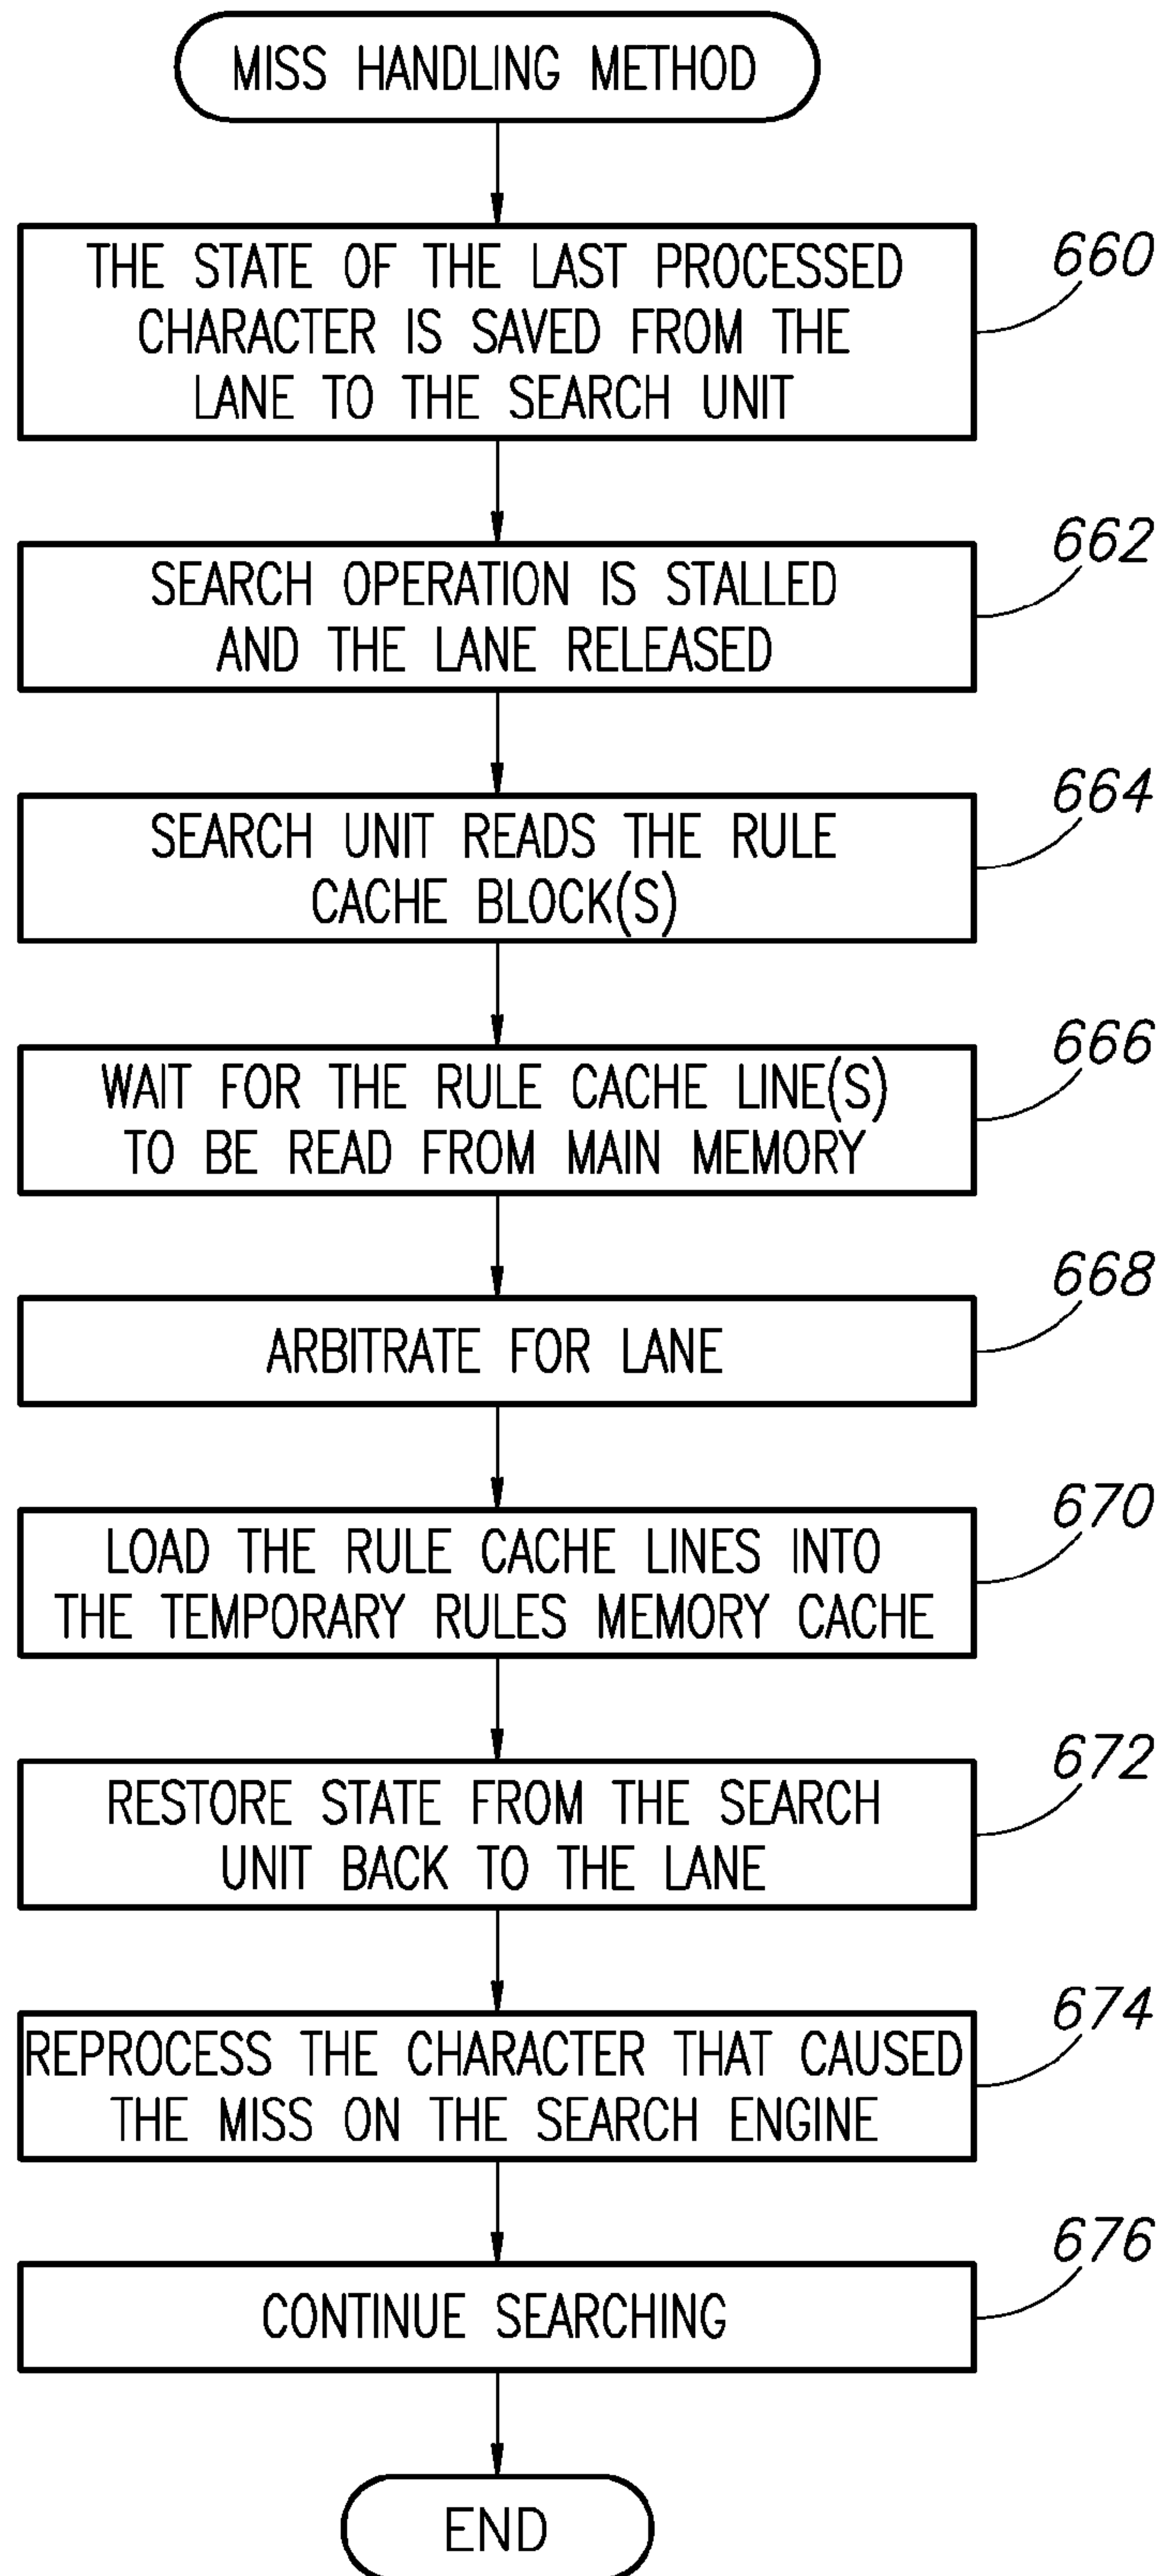 MISS HANDLING METHOD
THE STATE OF THE LAST PROCESSED
CHARACTER IS SAVED FROM THE
LANE TO THE SEARCH UNIT
660
SEARCH OPERATION IS STALLED
AND THE LANE RELEASED
662
SEARCH UNIT READS THE RULE
CACHE BLOCK(S)
664
WAIT FOR THE RULE CACHE LINE(S)
TO BE READ FROM MAIN MEMORY
666
ARBITRATE FOR LANE
668
LOAD THE RULE CACHE LINES INTO
THE TEMPORARY RULES MEMORY CACHE
670
RESTORE STATE FROM THE SEARCH
UNIT BACK TO THE LANE
672
REPROCESS THE CHARACTER THAT CAUSED
THE MISS ON THE SEARCH ENGINE
674
CONTINUE SEARCHING
676
END